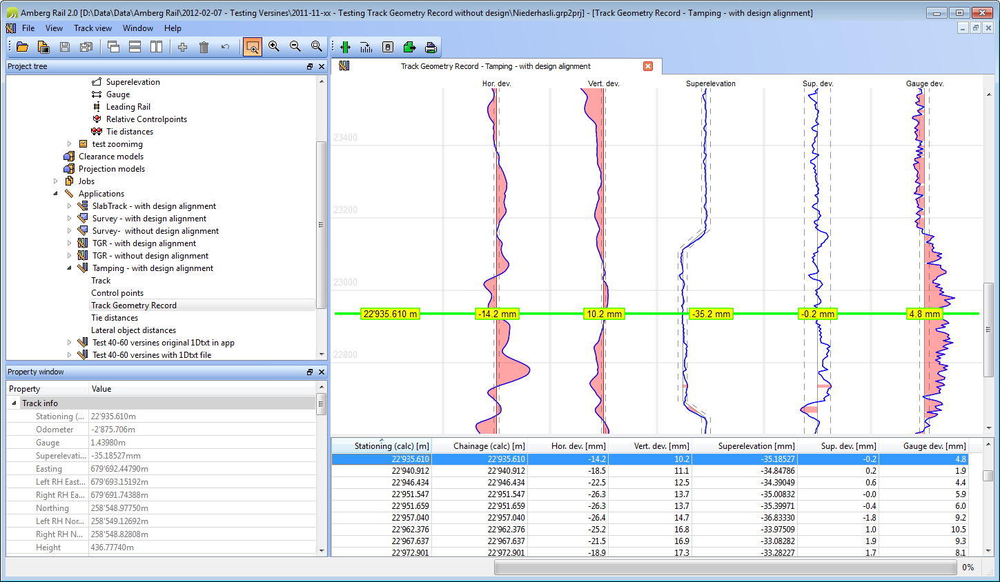 Amberg Rail 2.0 [D:\Data\Data\Amberg Rail\2012-02-07 - Testing Versines\2011-11-xx - Testing Track Geometry Record without design\Niederhasli.grp2prj] - [Track Geometry Record - Tamping - with design alignment]
File View Track view Window Help
Project tree
Superelevation
Gauge
Leading Rail
Relative Controlpoints
Tie distances
test zoomimg
Clearance models
Projection models
Jobs
Applications
SlabTrack - with design alignment
Survey - with design alignment
Survey- without design alignment
TGR - with design alignment
TGR - without design alignment
Tamping - with design alignment
Track
Control points
Track Geometry Record
Tie distances
Lateral object distances
Test 40-60 versines original 1Dtxt in app
Test 40-60 versines with 1Dtxt file
Property window
Property Value
Track info
Stationing (... 22'935.610m
Odometer -2'875.706m
Gauge 1.43980m
Superelevati... -35.18527mm
Easting 679'692.44790m
Left RH East... 679'693.15192m
Right RH Ea... 679'691.74388m
Northing 258'548.97750m
Left RH Nor... 258'549.12692m
Right RH N... 258'548.82808m
Height 436.77740m
Track Geometry Record - Tamping - with design alignment
Hor. dev. Vert. dev. Superelevation Sup. dev. Gauge dev.
23400
23200
23000
22'935.610 m -14.2 mm 10.2 mm -35.2 mm -0.2 mm 4.8 mm
22800
Stationing (calc) [m] Chainage (calc) [m] Hor. dev. [mm] Vert. dev. [mm] Superelevation [mm] Sup. dev. [mm] Gauge dev. [mm]
22'935.610 22'935.610 -14.2 10.2 -35.18527 -0.2 4.8
22'940.912 22'940.912 -18.5 11.1 -34.84786 0.2 1.9
22'946.434 22'946.434 -22.5 12.5 -34.39049 0.6 4.4
22'951.547 22'951.547 -26.3 13.7 -35.00832 -0.0 5.9
22'951.659 22'951.659 -26.3 13.7 -35.39971 -0.4 6.0
22'957.040 22'957.040 -26.4 14.7 -36.83330 -1.8 9.2
22'962.376 22'962.376 -25.2 16.8 -33.97509 1.0 10.5
22'967.637 22'967.637 -21.5 16.9 -33.08282 1.9 9.3
22'972.901 22'972.901 -18.9 17.3 -33.28227 1.7 8.1
0%